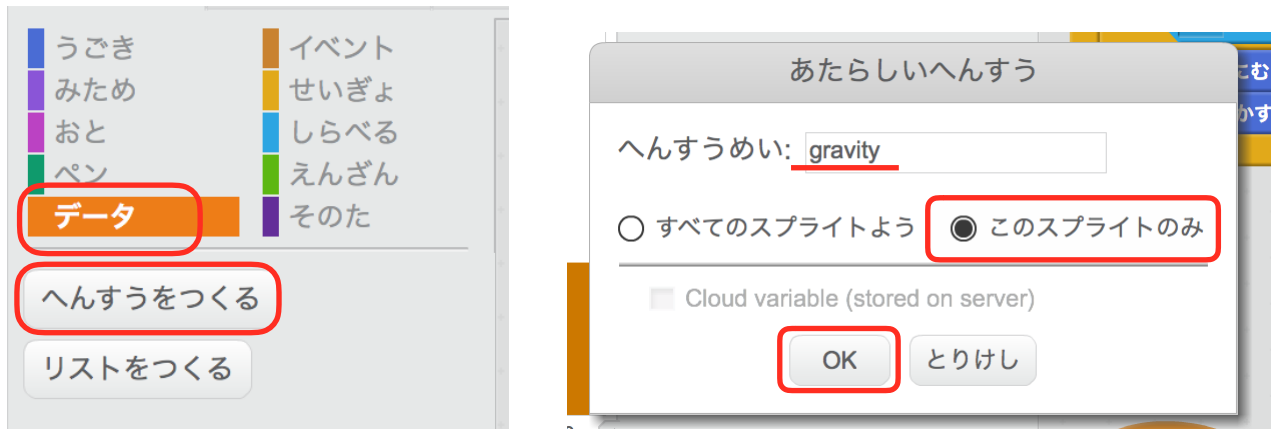 うごき
イベント
みため
せいぎょ
おと
しらべる
ペン
えんざん
データ
そのた
へんすうをつくる
リストをつくる
あたらしいへんすう
へんすうめい: gravity
すべてのスプライトよう このスプライトのみ
Cloud variable (stored on server)
OK とりけし
こむ
かす